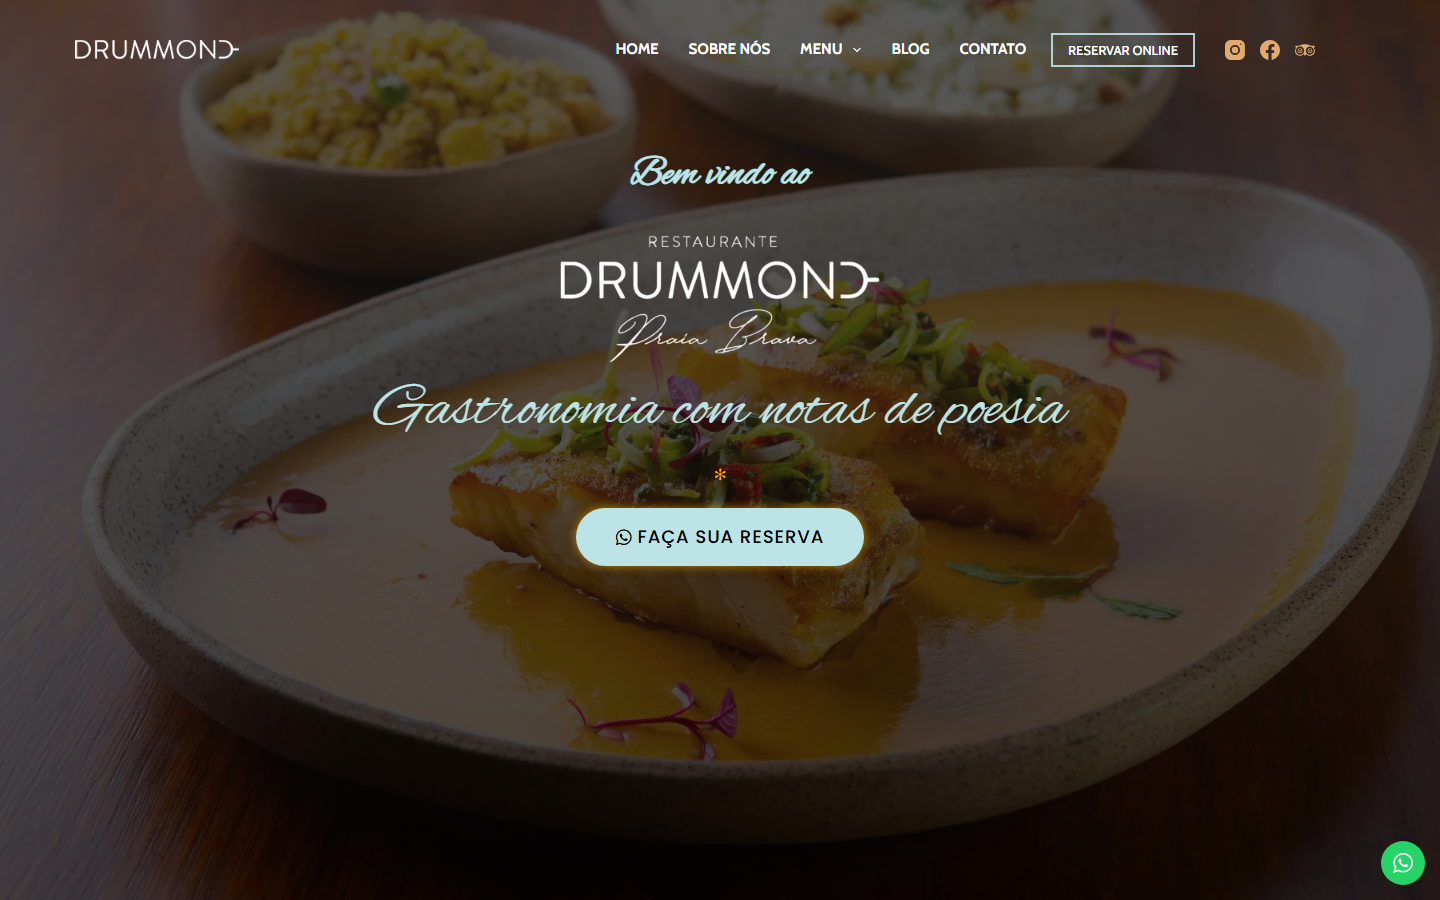 DRUMMOND
HOME SOBRE NÓS MENU BLOG CONTATO RESERVAR ONLINE
Bem vindo ao
RESTAURANTE
DRUMMOND
Praia Brava
Gastronomia com notas de poesia
*
FAÇA SUA RESERVA